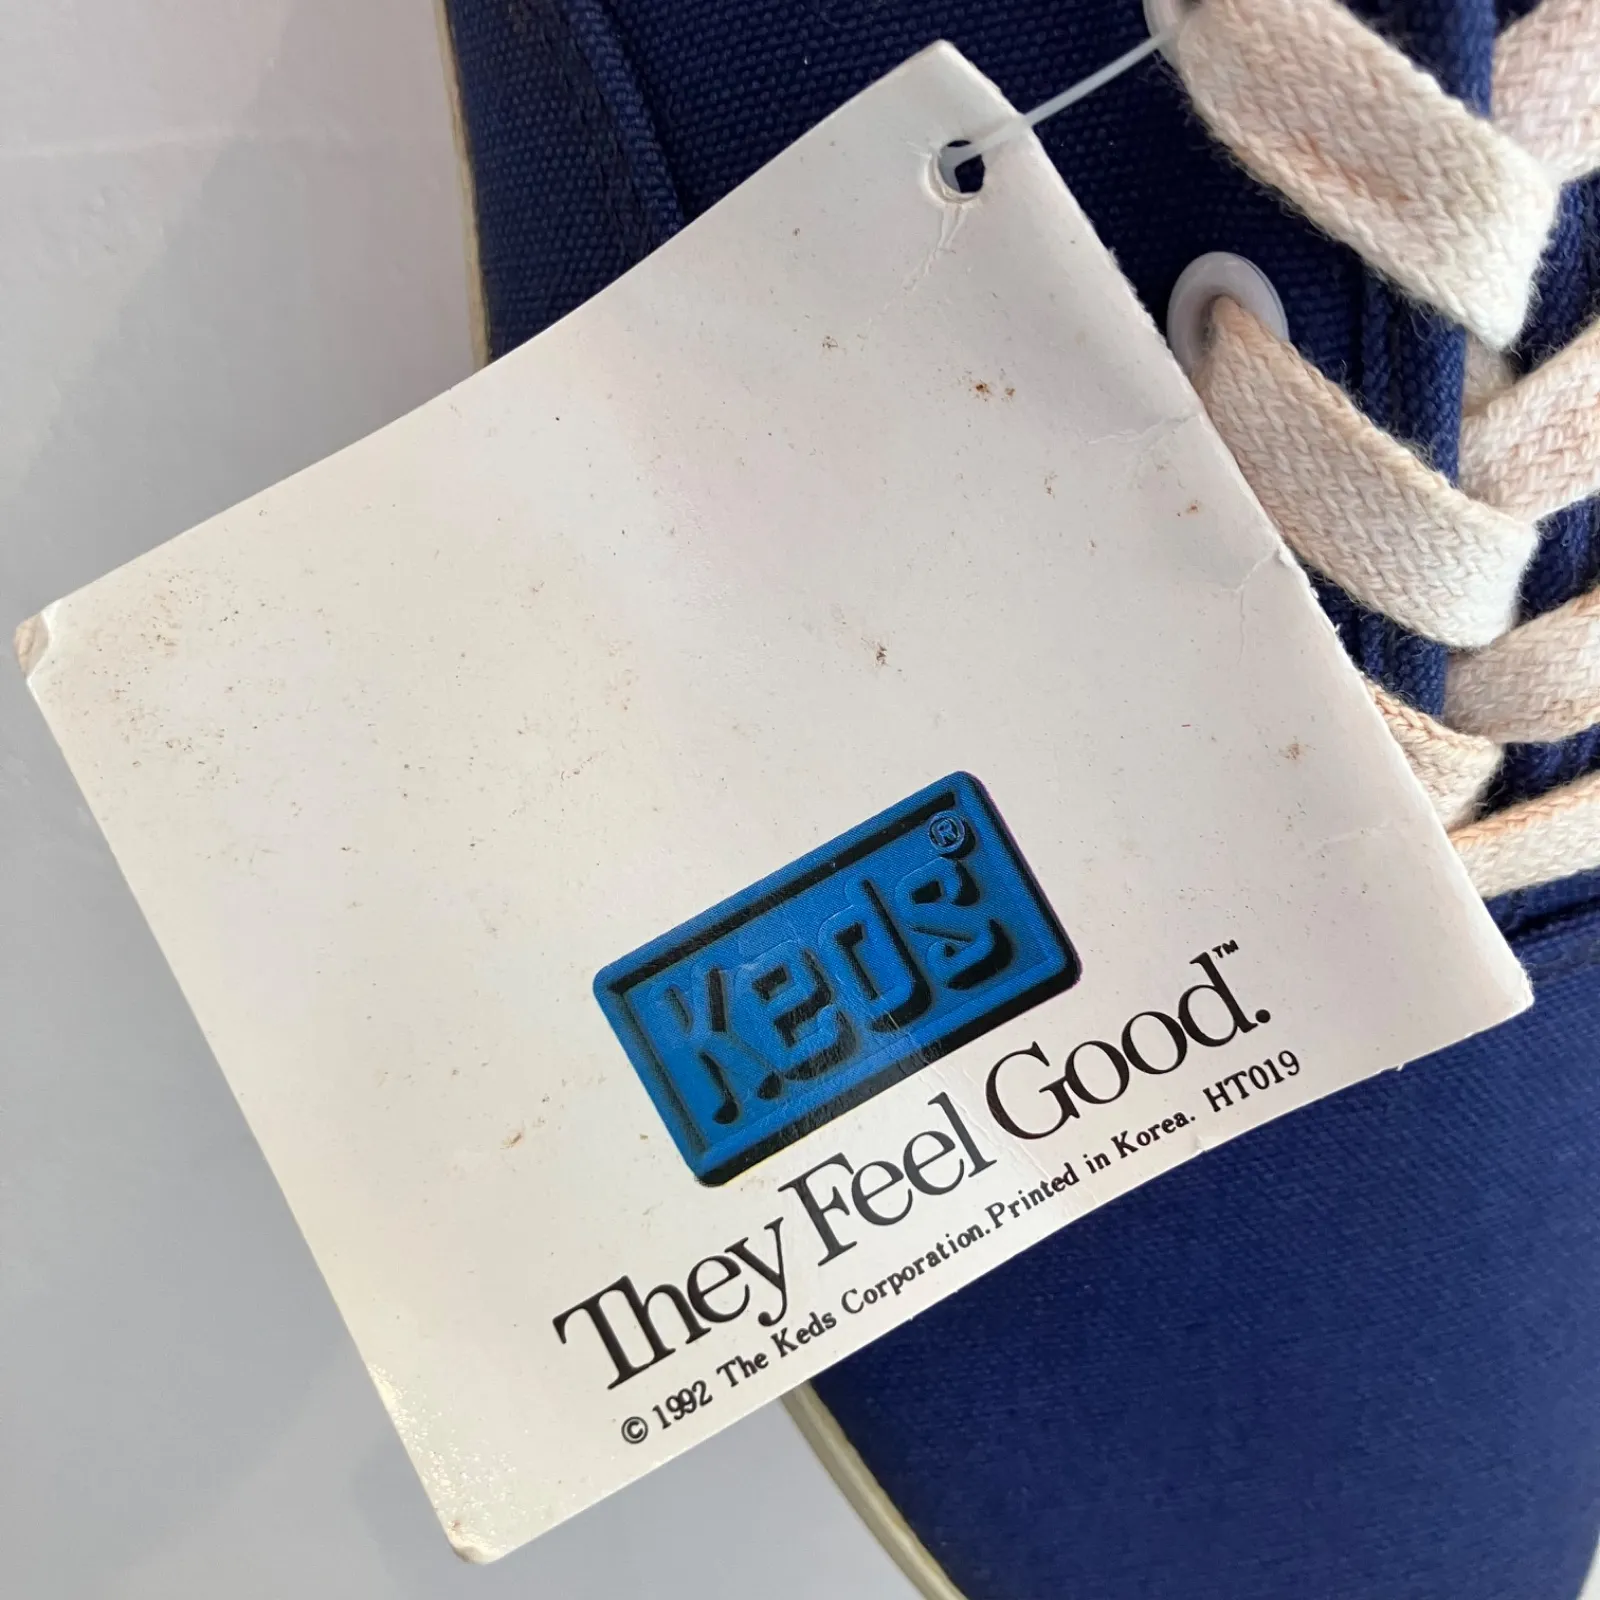 Keds®
They Feel Good.™
© 1992 The Keds Corporation. Printed in Korea. HT019